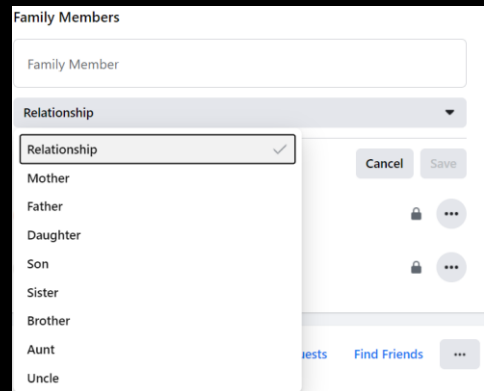 Family Members
Family Member
Relationship
Relationship
Cancel Save
Mother
Father
Daughter
Son
Sister
Brother
Aunt
Find Friends
Uncle